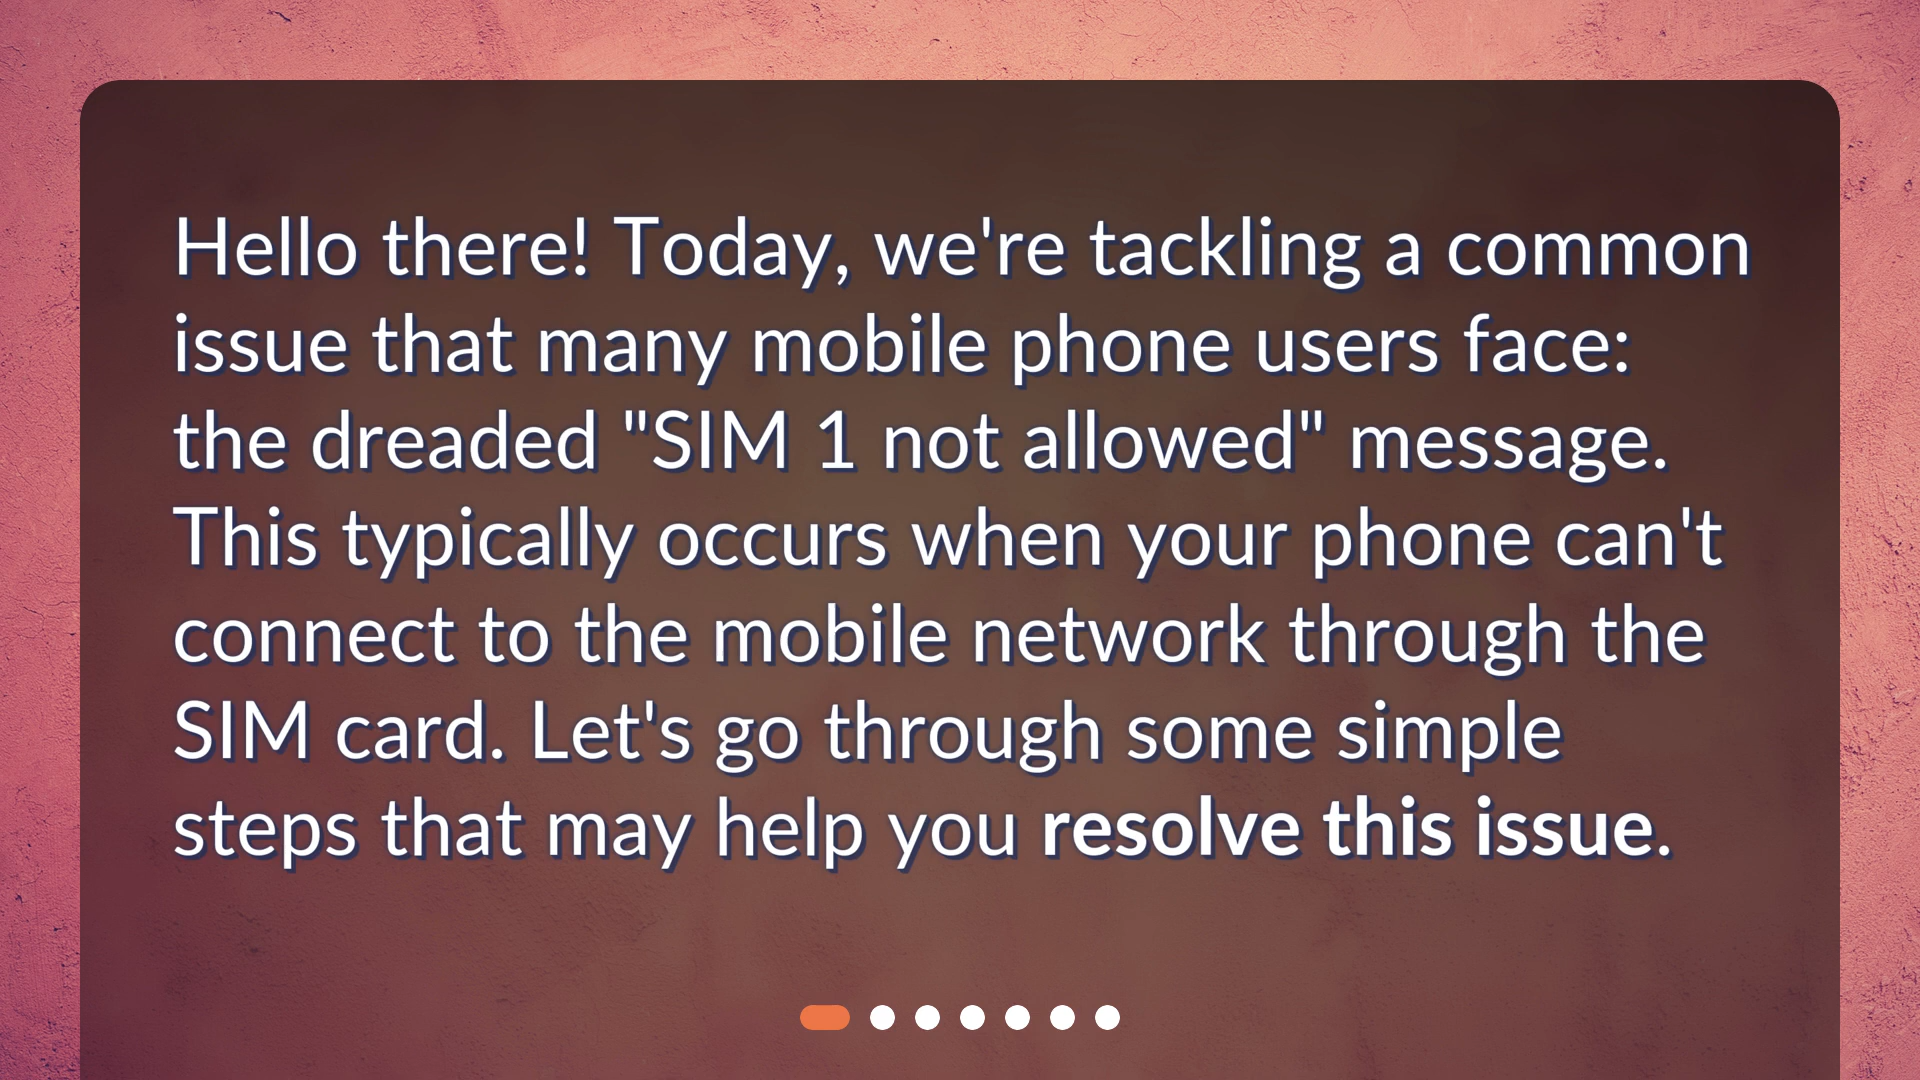 Hello there! Today, we're tackling a common
issue that many mobile phone users face:
the dreaded "SIM 1 not allowed" message.
This typically occurs when your phone can't
connect to the mobile network through the
SIM card. Let's go through some simple
steps that may help you resolve this issue.